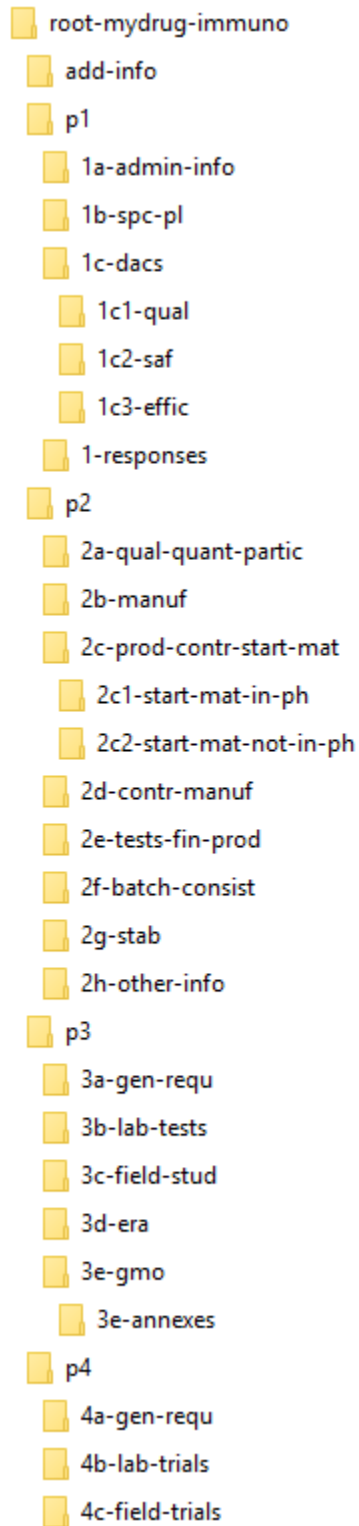 root-mydrug-immuno
add-info
p1
1a-admin-info
1b-spc-pl
1c-dacs
1c1-qual
1c2-saf
1c3-effic
1-responses
p2
2a-qual-quant-partic
2b-manuf
2c-prod-contr-start-mat
2c1-start-mat-in-ph
2c2-start-mat-not-in-ph
2d-contr-manuf
2e-tests-fin-prod
2f-batch-consist
2g-stab
2h-other-info
p3
3a-gen-requ
3b-lab-tests
3c-field-stud
3d-era
3e-gmo
3e-annexes
p4
4a-gen-requ
4b-lab-trials
4c-field-trials